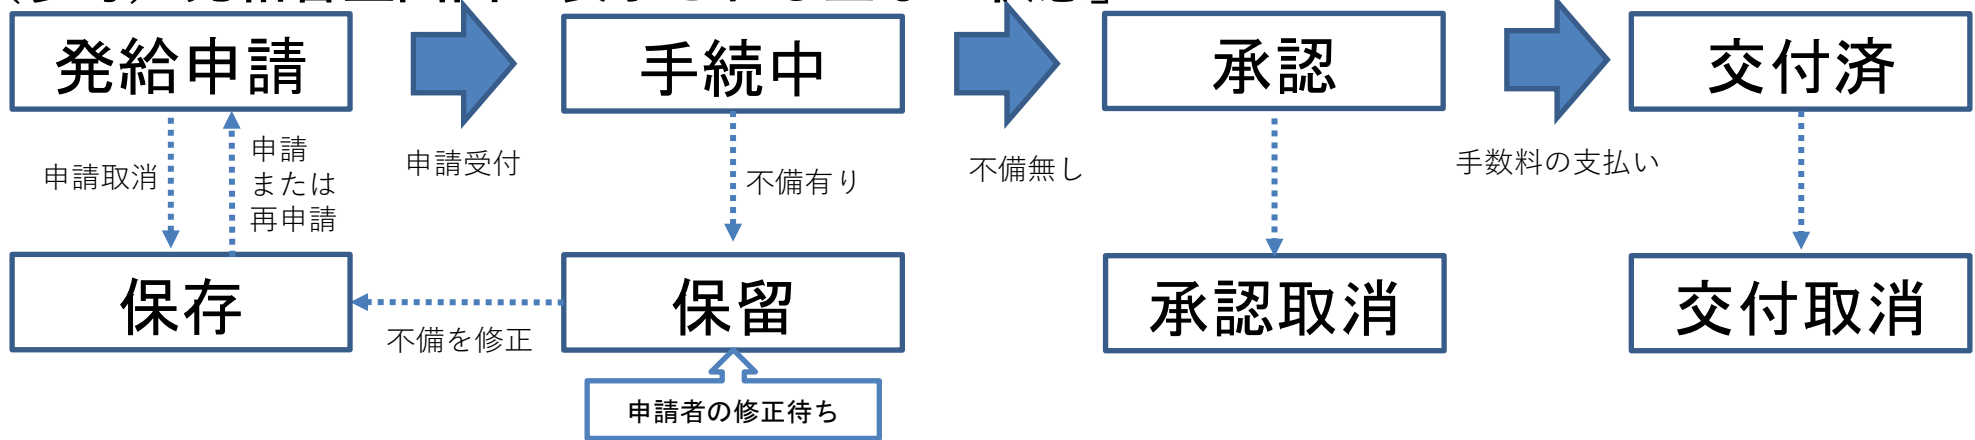 発給申請
手続中
承認
交付済
申請取消
申請
または
再申請
申請受付
不備有り
不備無し
手数料の支払い
保存
不備を修正
保留
承認取消
交付取消
申請者の修正待ち